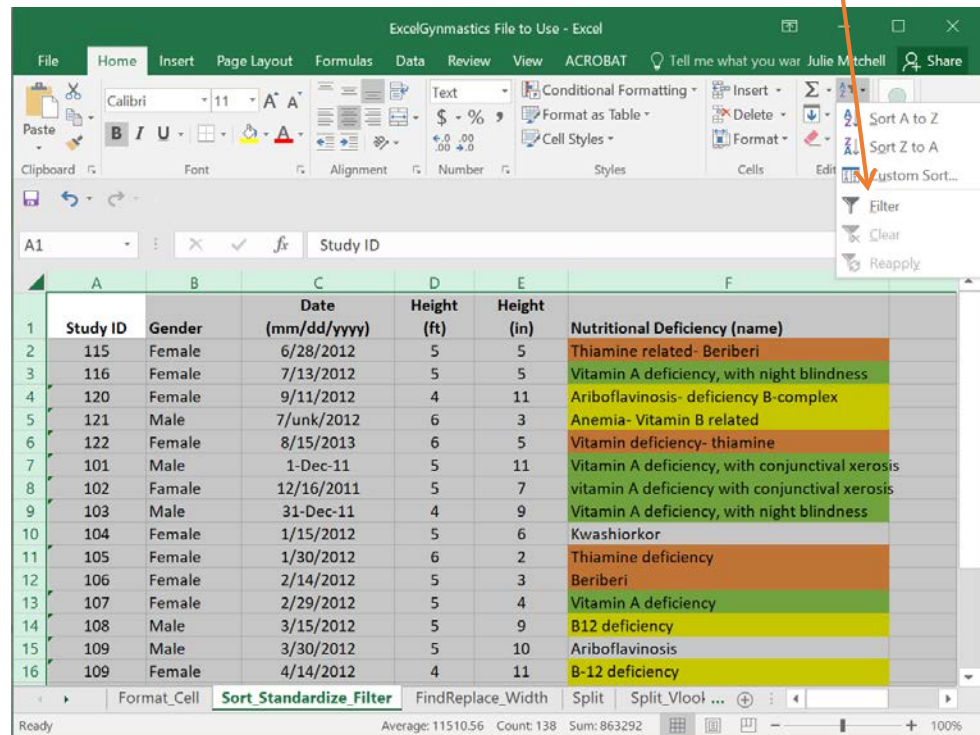 ExcelGynmastics File to Use - Excel
File Home Insert Page Layout Formulas Data Review View ACROBAT Tell me what you war Julie Mitchell Share
Calibri 11 A A Text Conditional Formatting Insert Σ
Paste $ % , Format as Table Delete Sort A to Z
B I U A .00 .00 Cell Styles Format Sort Z to A
Clipboard Font Alignment Number Styles Cells Edit Custom Sort...
Filter
A1 fx Study ID Clear
Reapply
A B C D E F
1 Study ID Gender Date (mm/dd/yyyy) Height (ft) Height (in) Nutritional Deficiency (name)
2 115 Female 6/28/2012 5 5 Thiamine related- Beriberi
3 116 Female 7/13/2012 5 5 Vitamin A deficiency, with night blindness
4 120 Female 9/11/2012 4 11 Ariboflavinosis- deficiency B-complex
5 121 Male 7/unk/2012 6 3 Anemia- Vitamin B related
6 122 Female 8/15/2013 6 5 Vitamin deficiency- thiamine
7 101 Male 1-Dec-11 5 11 Vitamin A deficiency, with conjunctival xerosis
8 102 Famale 12/16/2011 5 7 vitamin A deficiency with conjunctival xerosis
9 103 Male 31-Dec-11 4 9 Vitamin A deficiency, with night blindness
10 104 Female 1/15/2012 5 6 Kwashiorkor
11 105 Female 1/30/2012 6 2 Thiamine deficiency
12 106 Female 2/14/2012 5 3 Beriberi
13 107 Female 2/29/2012 5 4 Vitamin A deficiency
14 108 Male 3/15/2012 5 9 B12 deficiency
15 109 Male 3/30/2012 5 10 Ariboflavinosis
16 109 Female 4/14/2012 4 11 B-12 deficiency
Format_Cell Sort_Standardize_Filter FindReplace_Width Split Split_Vlool ...
Ready Average: 11510.56 Count: 138 Sum: 863292 100%